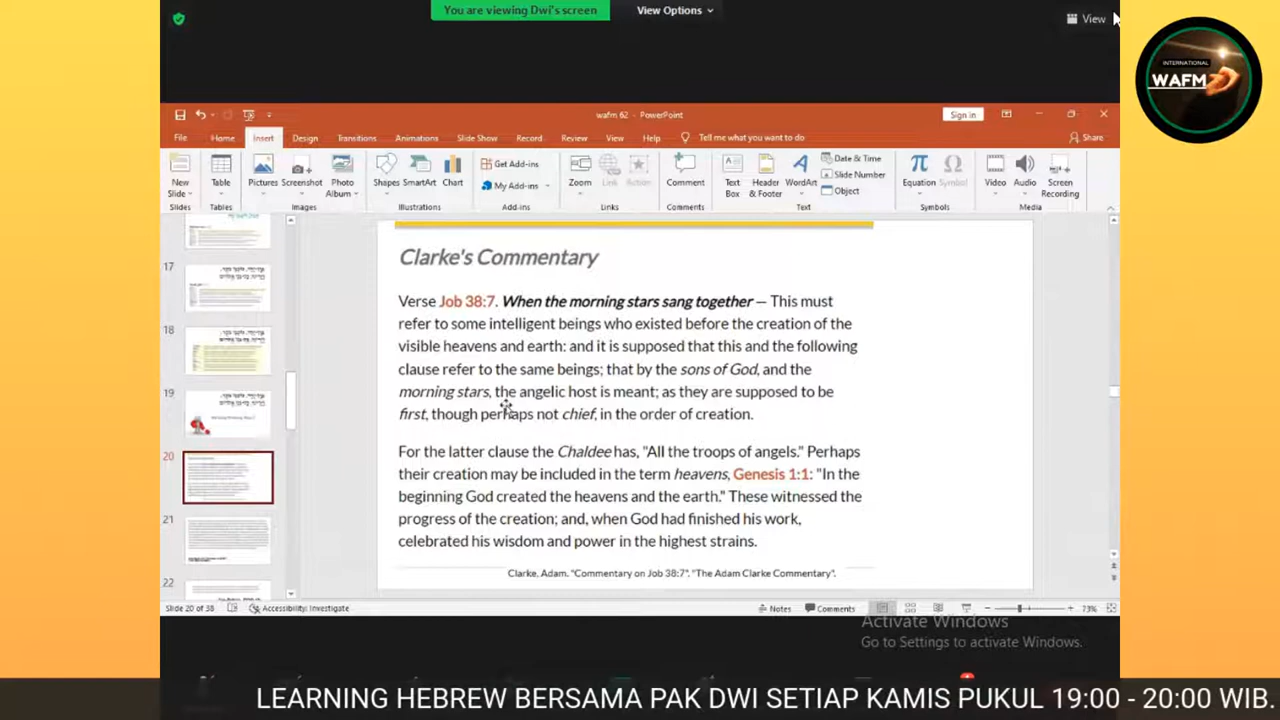 You are viewing Dwi's screen
View Options
View
INTERNATIONAL
WAFM
wafm 62 - PowerPoint
Sign in
File Home Insert Design Transitions Animations Slide Show Record Review View Help Tell me what you want to do Share
New Slide
Table
Pictures
Screenshot
Photo Album
Shapes
SmartArt
Chart
Get Add-ins
My Add-ins
Zoom
Link
Action
Comment
Text Box
Header & Footer
WordArt
Date & Time
Slide Number
Object
Equation
Symbol
Video
Audio
Screen Recording
Slides
Tables
Images
Illustrations
Add-ins
Links
Comments
Text
Symbols
Media
17
18
19
20
21
22
Clarke's Commentary
Verse Job 38:7. When the morning stars sang together — This must
refer to some intelligent beings who existed before the creation of the
visible heavens and earth: and it is supposed that this and the following
clause refer to the same beings; that by the sons of God, and the
morning stars, the angelic host is meant; as they are supposed to be
first, though perhaps not chief, in the order of creation.
For the latter clause the Chaldee has, "All the troops of angels." Perhaps
their creation may be included in the term heavens, Genesis 1:1: "In the
beginning God created the heavens and the earth." These witnessed the
progress of the creation; and, when God had finished his work,
celebrated his wisdom and power in the highest strains.
Clarke, Adam. "Commentary on Job 38:7". "The Adam Clarke Commentary".
Slide 20 of 38
Accessibility: Investigate
Notes
Comments
73%
Activate Windows
Go to Settings to activate Windows.
LEARNING HEBREW BERSAMA PAK DWI SETIAP KAMIS PUKUL 19:00 - 20:00 WIB.